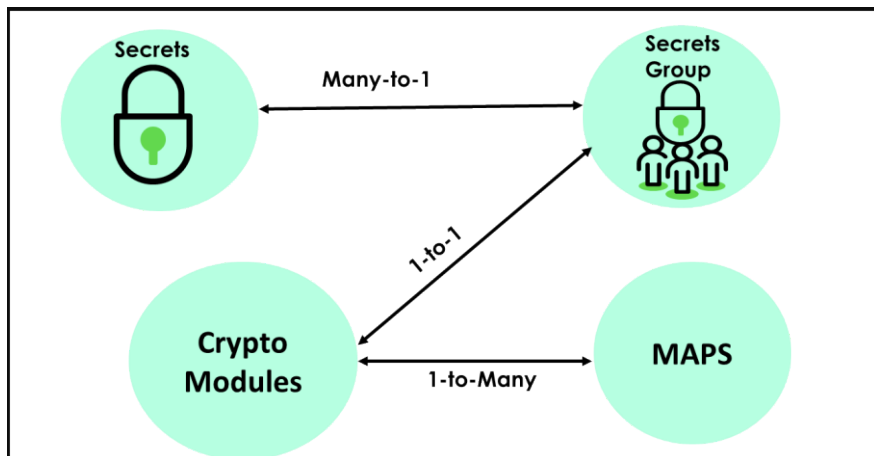 Secrets
Secrets
Group
Many-to-1
1-to-1
Crypto
Modules
MAPS
1-to-Many